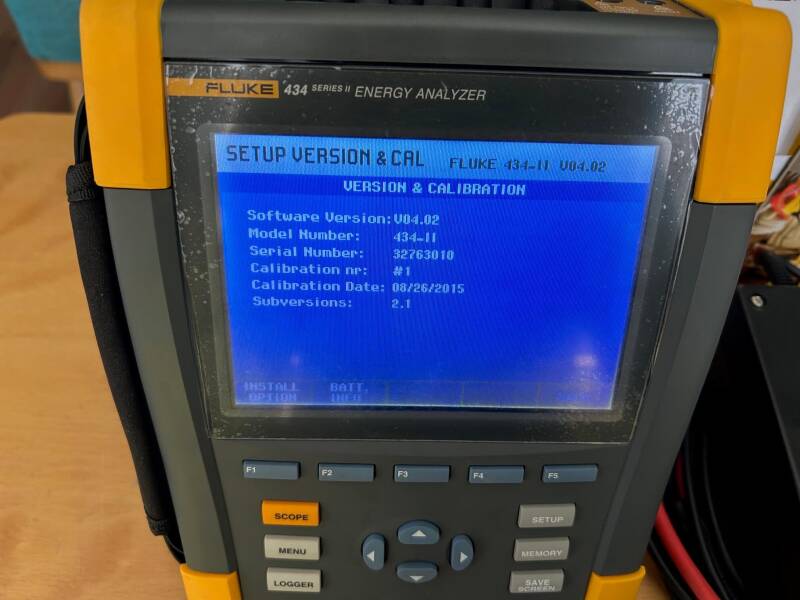 FLUKE 434 SERIES II ENERGY ANALYZER
SETUP VERSION & CAL FLUKE 434-II V04.02
VERSION & CALIBRATION
Software Version: V04.02
Model Number: 434-II
Serial Number: 32763010
Calibration nr: #1
Calibration Date: 08/26/2015
Subversions: 2.1
INSTALL BATT.
OPTION INFO
F1 F2 F3 F4 F5
SCOPE SETUP
MENU MEMORY
LOGGER SAVE
SCREEN